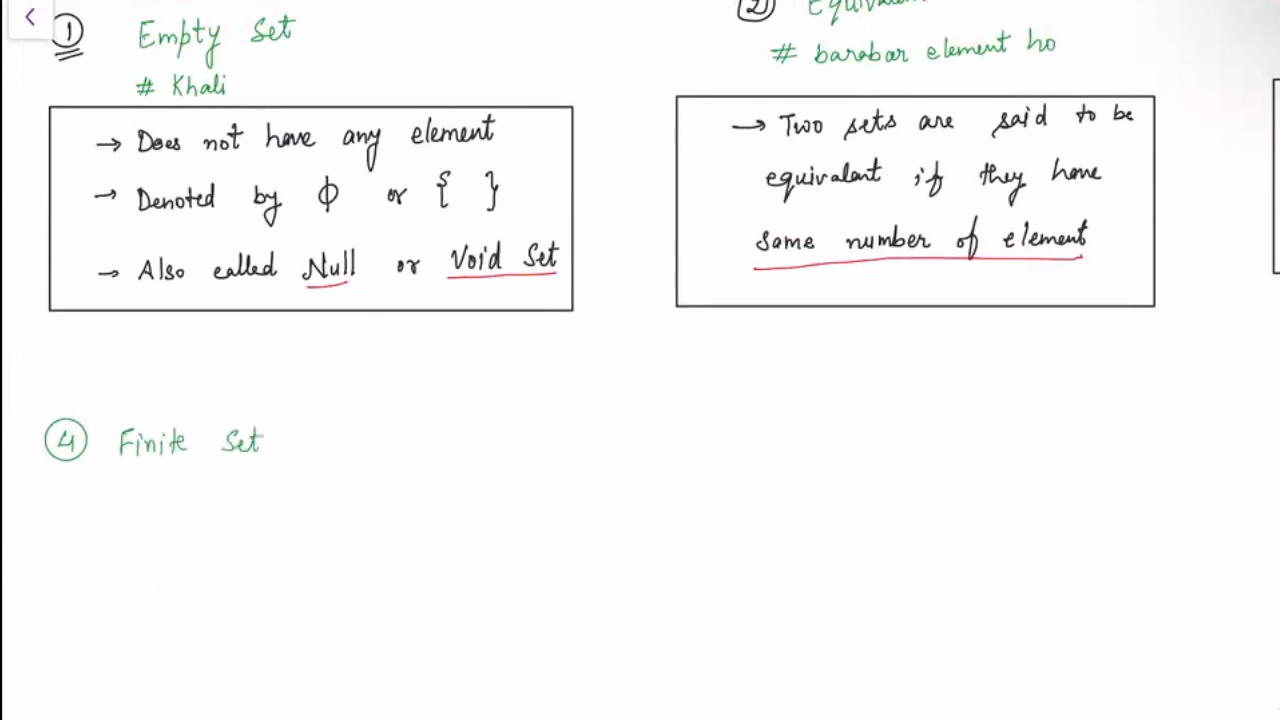 ① Empty Set
# Khali
→ Does not have any element
→ Denoted by ϕ or { }
→ Also called Null or Void Set
②
# barabar element ho
→ Two sets are said to be
equivalent if they have
same number of element
④ Finite Set